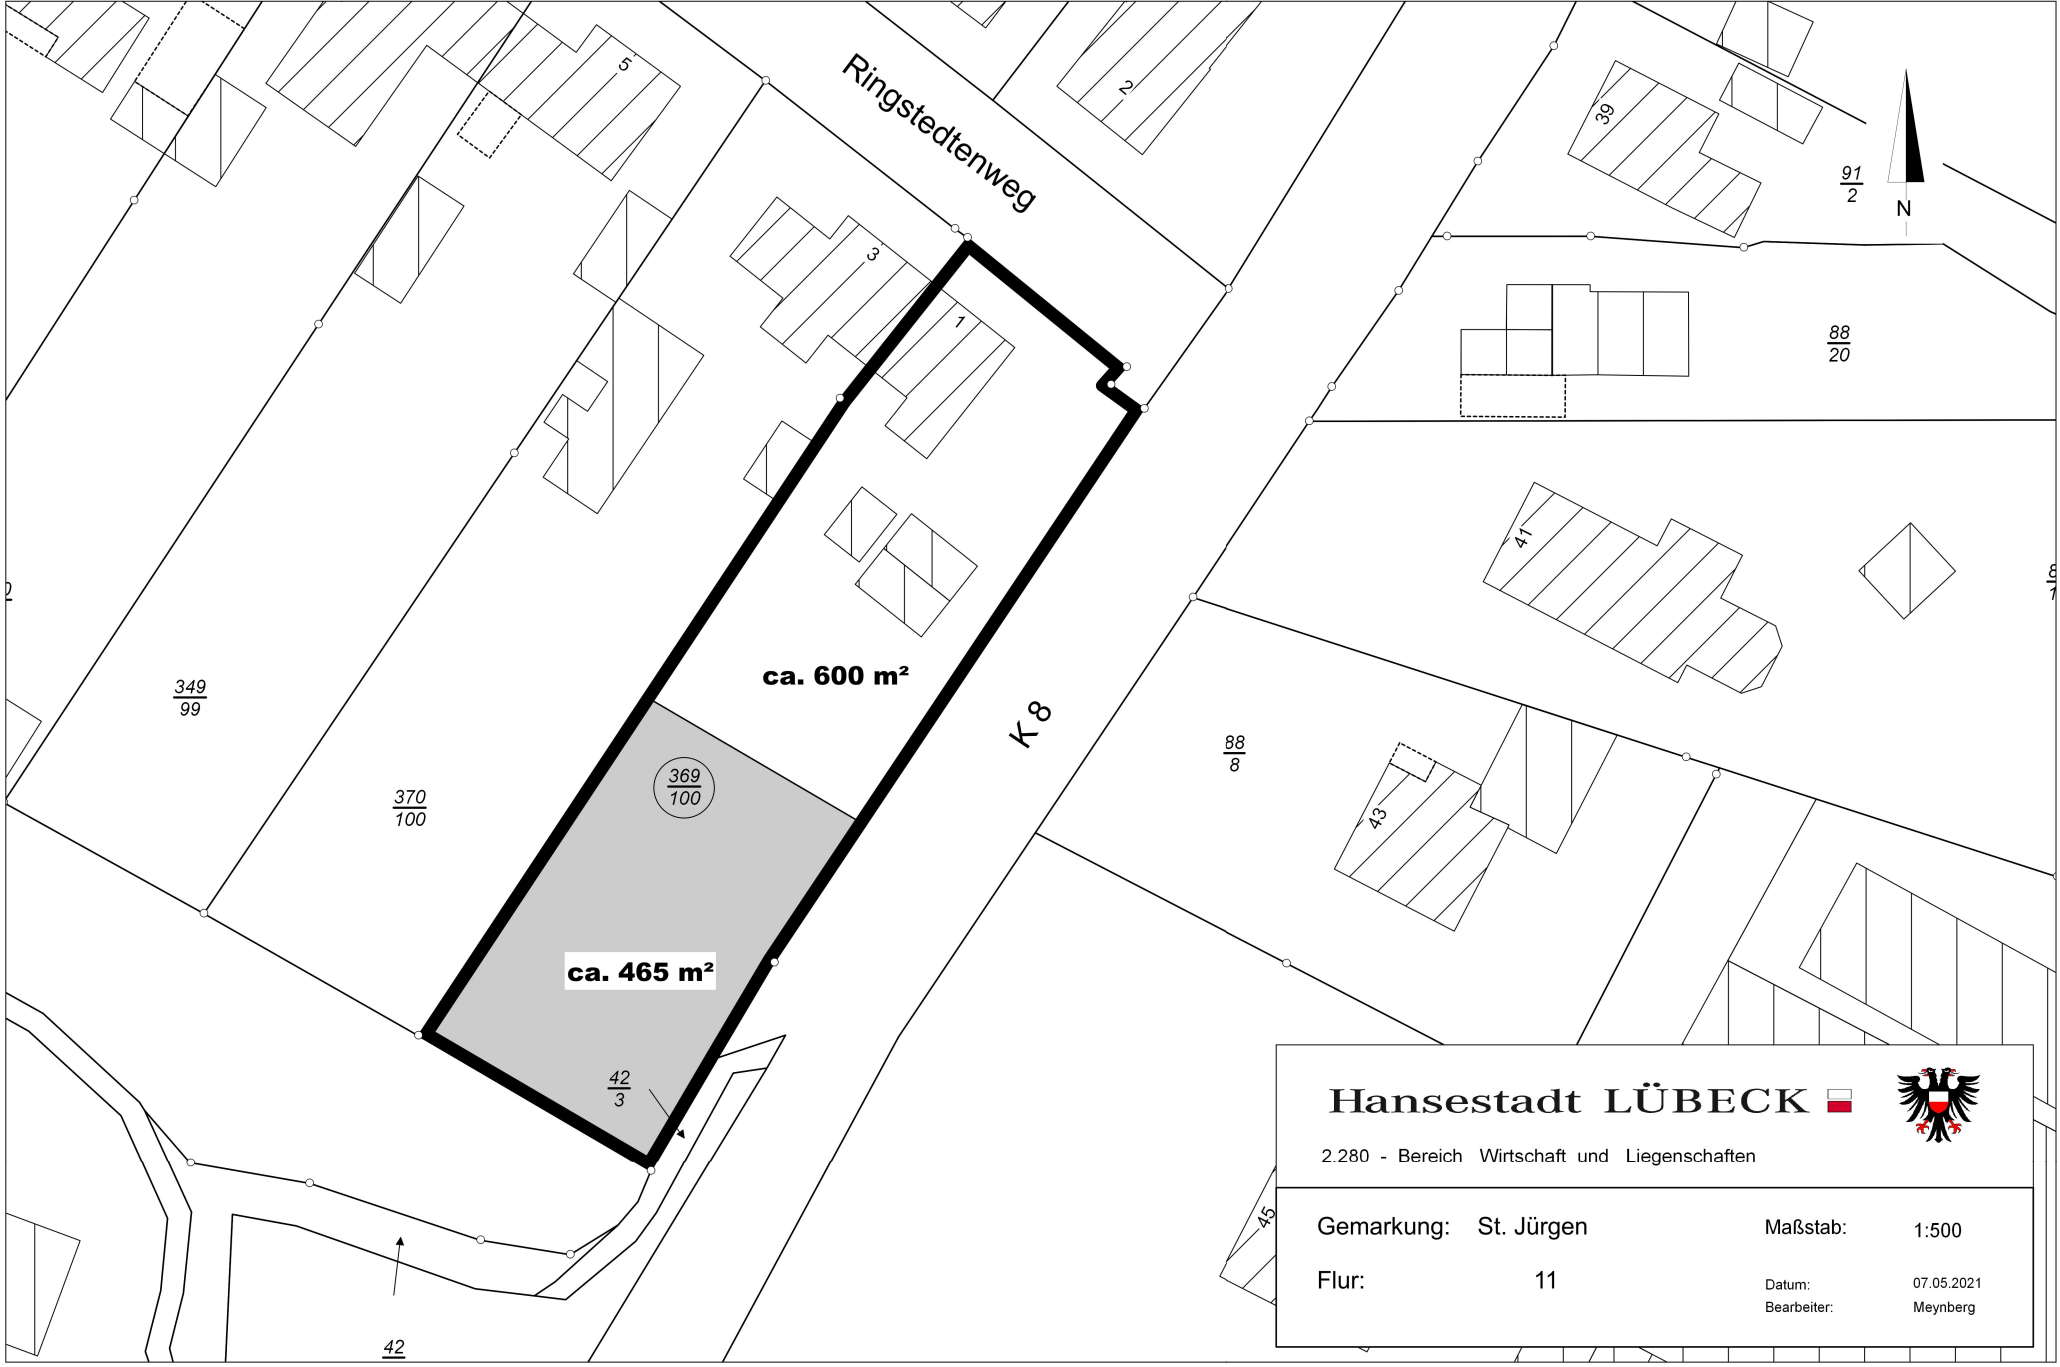 5
2
Ringstedtenweg
39
91
2
N
3
1
88
20
41
8
1
ca. 600 m²
349
99
K 8
88
8
369
100
370
100
43
ca. 465 m²
42
3
45
42
Hansestadt LÜBECK
2.280 - Bereich Wirtschaft und Liegenschaften
Gemarkung: St. Jürgen
Maßstab: 1:500
Flur: 11
Datum: 07.05.2021
Bearbeiter: Meynberg